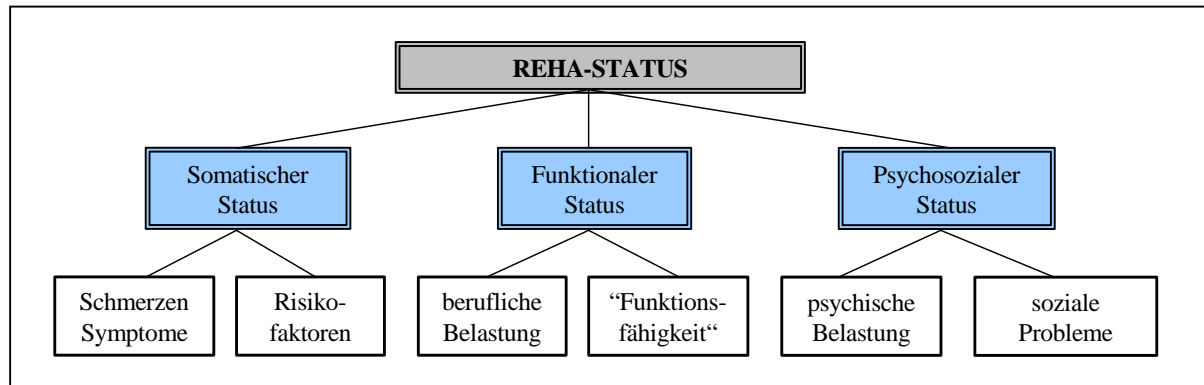 REHA-STATUS
Somatischer
Status
Funktionaler
Status
Psychosozialer
Status
Schmerzen
Symptome
Risiko-
faktoren
berufliche
Belastung
“Funktions-
fähigkeit“
psychische
Belastung
soziale
Probleme